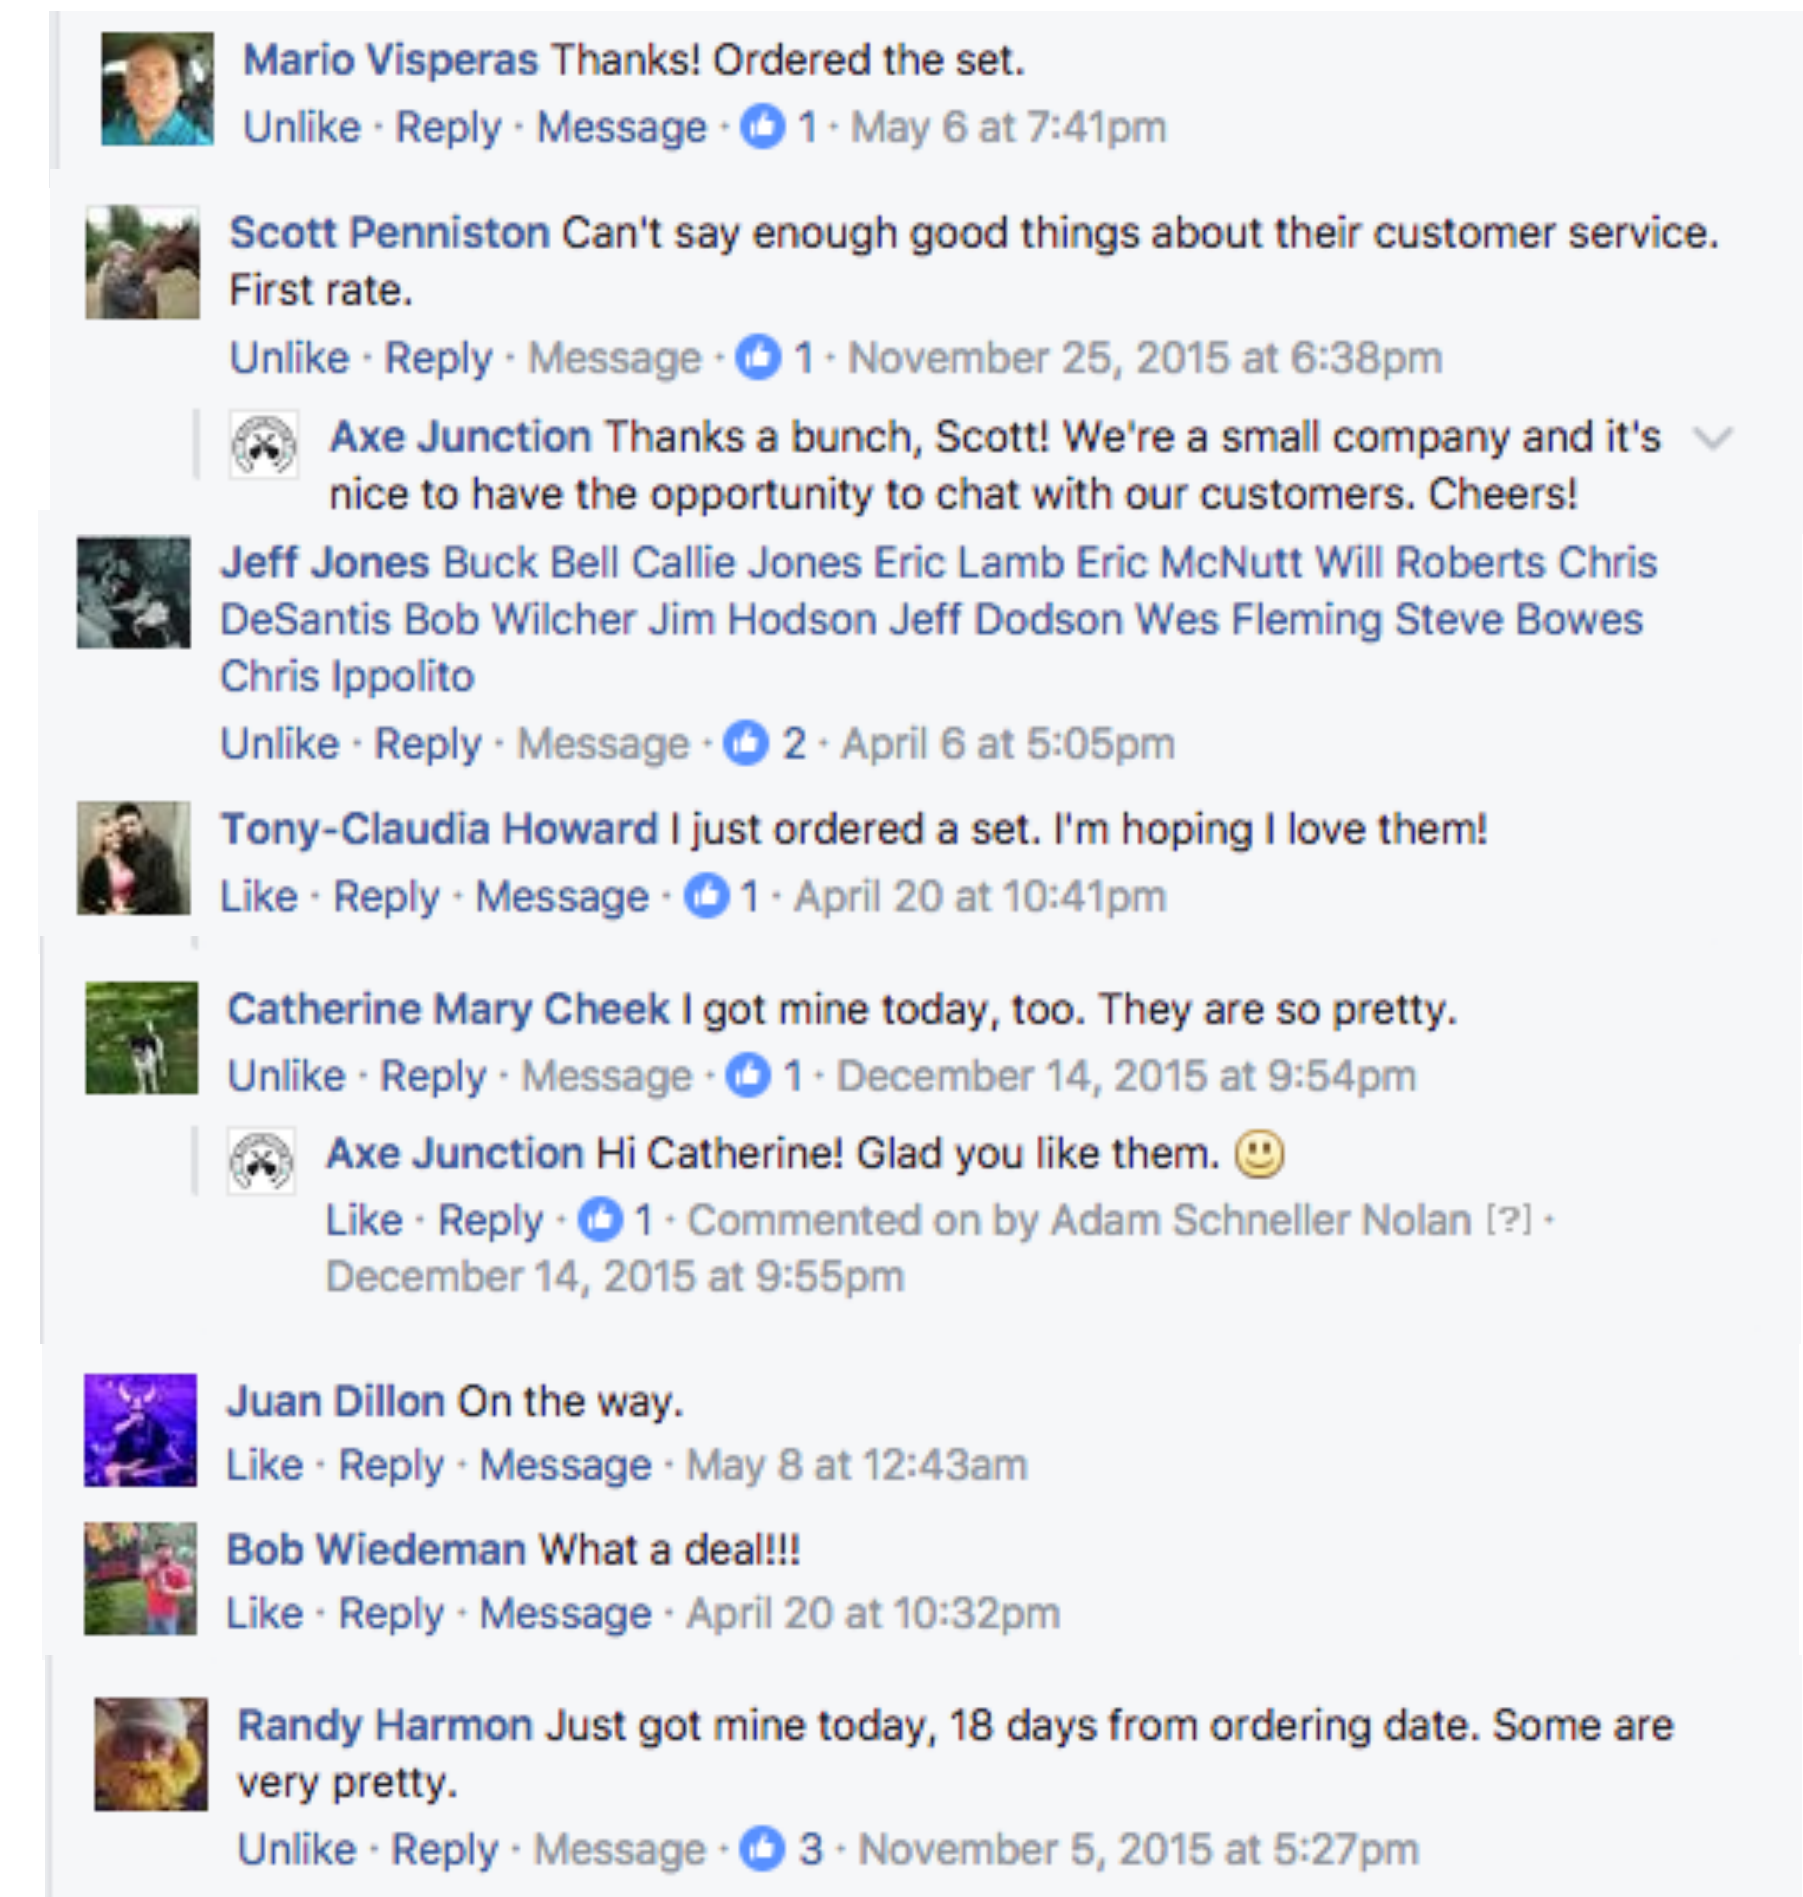 Mario Visperas Thanks! Ordered the set.
Unlike · Reply · Message · 1 · May 6 at 7:41pm
Scott Penniston Can't say enough good things about their customer service.
First rate.
Unlike · Reply · Message · 1 · November 25, 2015 at 6:38pm
Axe Junction Thanks a bunch, Scott! We're a small company and it's
nice to have the opportunity to chat with our customers. Cheers!
Jeff Jones Buck Bell Callie Jones Eric Lamb Eric McNutt Will Roberts Chris
DeSantis Bob Wilcher Jim Hodson Jeff Dodson Wes Fleming Steve Bowes
Chris Ippolito
Unlike · Reply · Message · 2 · April 6 at 5:05pm
Tony-Claudia Howard I just ordered a set. I'm hoping I love them!
Like · Reply · Message · 1 · April 20 at 10:41pm
Catherine Mary Cheek I got mine today, too. They are so pretty.
Unlike · Reply · Message · 1 · December 14, 2015 at 9:54pm
Axe Junction Hi Catherine! Glad you like them.
Like · Reply · 1 · Commented on by Adam Schneller Nolan [?] ·
December 14, 2015 at 9:55pm
Juan Dillon On the way.
Like · Reply · Message · May 8 at 12:43am
Bob Wiedeman What a deal!!!
Like · Reply · Message · April 20 at 10:32pm
Randy Harmon Just got mine today, 18 days from ordering date. Some are
very pretty.
Unlike · Reply · Message · 3 · November 5, 2015 at 5:27pm